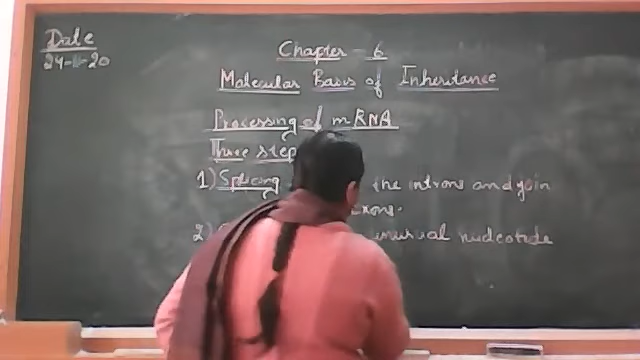 Date
24-11-20
Chapter - 6
Molecular Basis of Inheritance
Processing of mRNA
Three step
1) Splicing the introns and join
exons.
2) unusual nucleotide